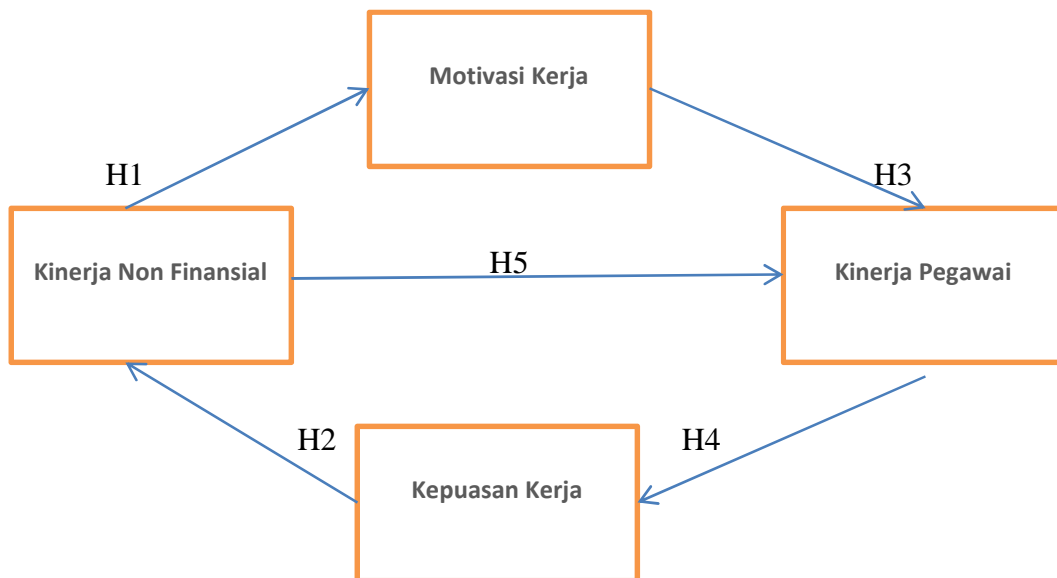 Motivasi Kerja
H1
H3
Kinerja Non Finansial
H5
Kinerja Pegawai
H2
H4
Kepuasan Kerja